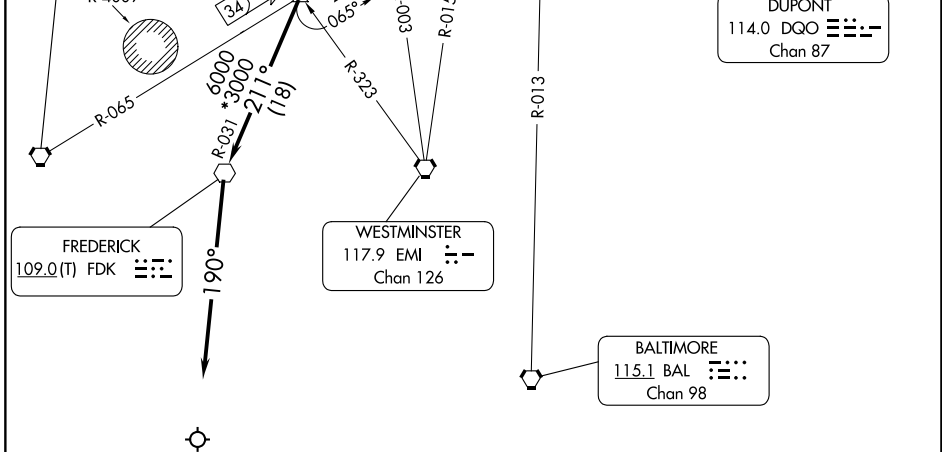 34
065°
R-003
R-015
DUPONT
114.0 DQO
Chan 87
R-065
6000
*3000
211°
(18)
R-031
R-323
R-013
FREDERICK
109.0(T) FDK
WESTMINSTER
117.9 EMI
Chan 126
190°
BALTIMORE
115.1 BAL
Chan 98